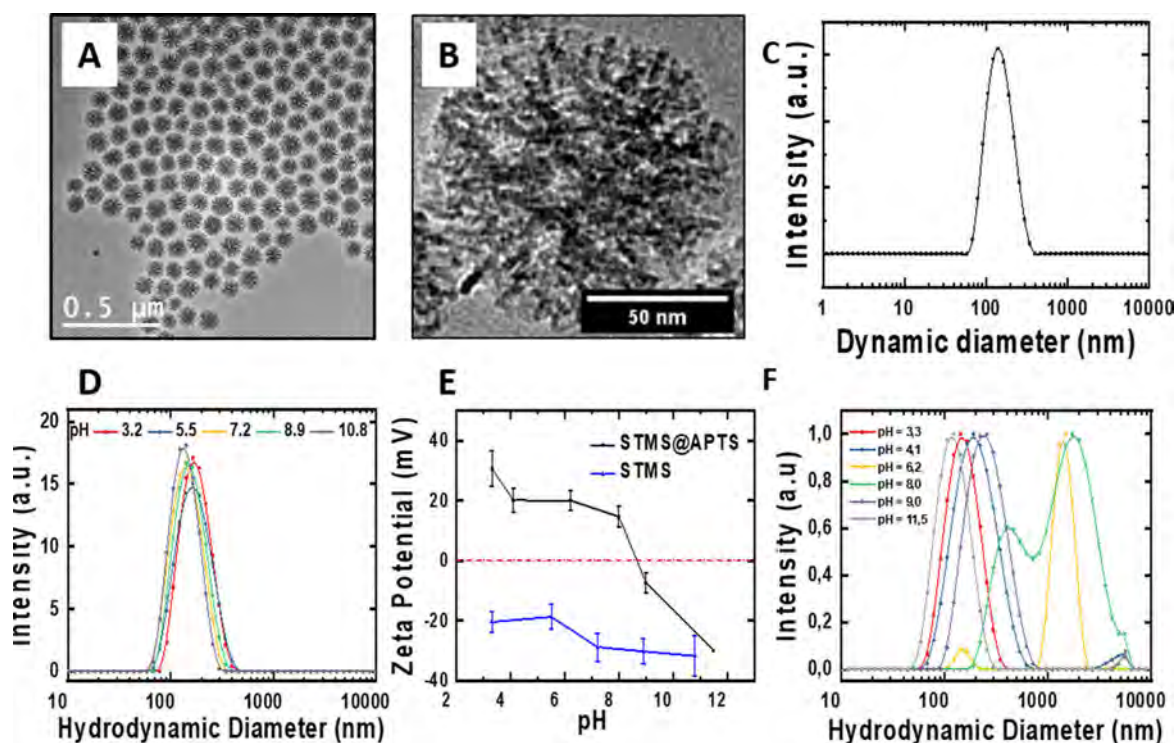 A
0.5 µm
B
50 nm
C
Intensity (a.u.)
1 10 100 1000 10000
Dynamic diameter (nm)
D
Intensity (a.u.)
20
15
10
5
0
pH 3.2 5.5 7.2 8.9 10.8
10 100 1000 10000
Hydrodynamic Diameter (nm)
E
Zeta Potential (mV)
40
20
0
-20
-40
STMS@APTS
STMS
2 4 6 8 10 12
pH
F
Intensity (a.u)
1,0
0,8
0,6
0,4
0,2
0,0
pH = 3,3
pH = 4,1
pH = 6,2
pH = 8,0
pH = 9,0
pH = 11,5
10 100 1000 10000
Hydrodynamic Diameter (nm)